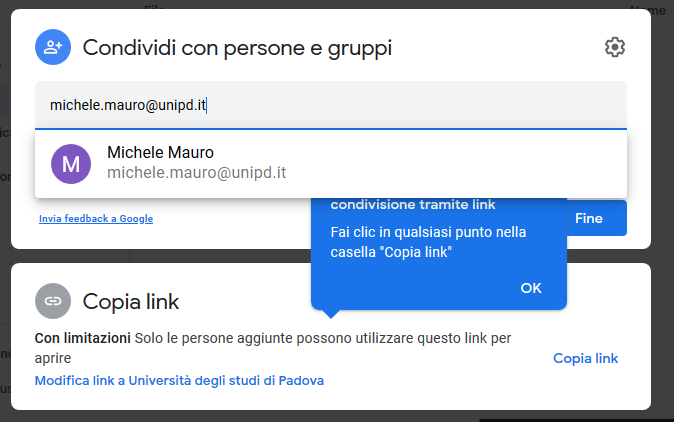 File
Nome
Condividi con persone e gruppi
michele.mauro@unipd.it
M
Michele Mauro
michele.mauro@unipd.it
condivisione tramite link
Invia feedback a Google
Fine
Fai clic in qualsiasi punto nella
casella "Copia link"
OK
Copia link
Con limitazioni Solo le persone aggiunte possono utilizzare questo link per
aprire
Copia link
Modifica link a Università degli studi di Padova